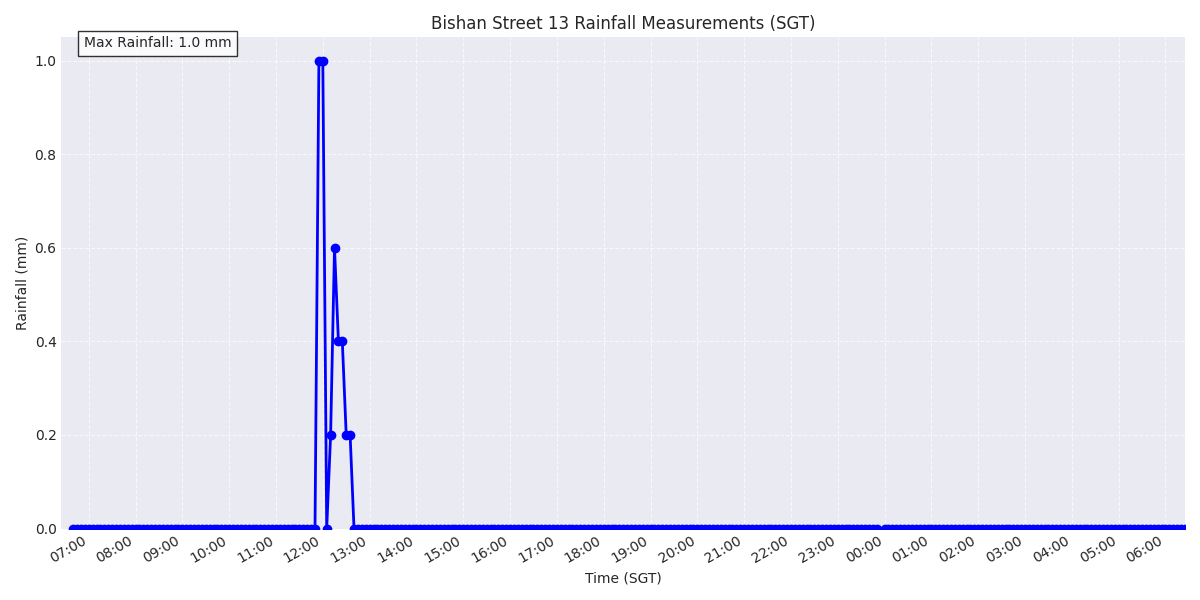 Bishan Street 13 Rainfall Measurements (SGT)
Max Rainfall: 1.0 mm
1.0
0.8
0.6
0.4
0.2
0.0
Rainfall (mm)
07:00 08:00 09:00 10:00 11:00 12:00 13:00 14:00 15:00 16:00 17:00 18:00 19:00 20:00 21:00 22:00 23:00 00:00 01:00 02:00 03:00 04:00 05:00 06:00
Time (SGT)